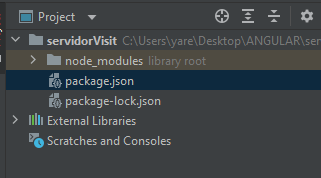 Project
servidorVisit C:\Users\yare\Desktop\ANGULAR\ser
node_modules library root
package.json
package-lock.json
External Libraries
Scratches and Consoles